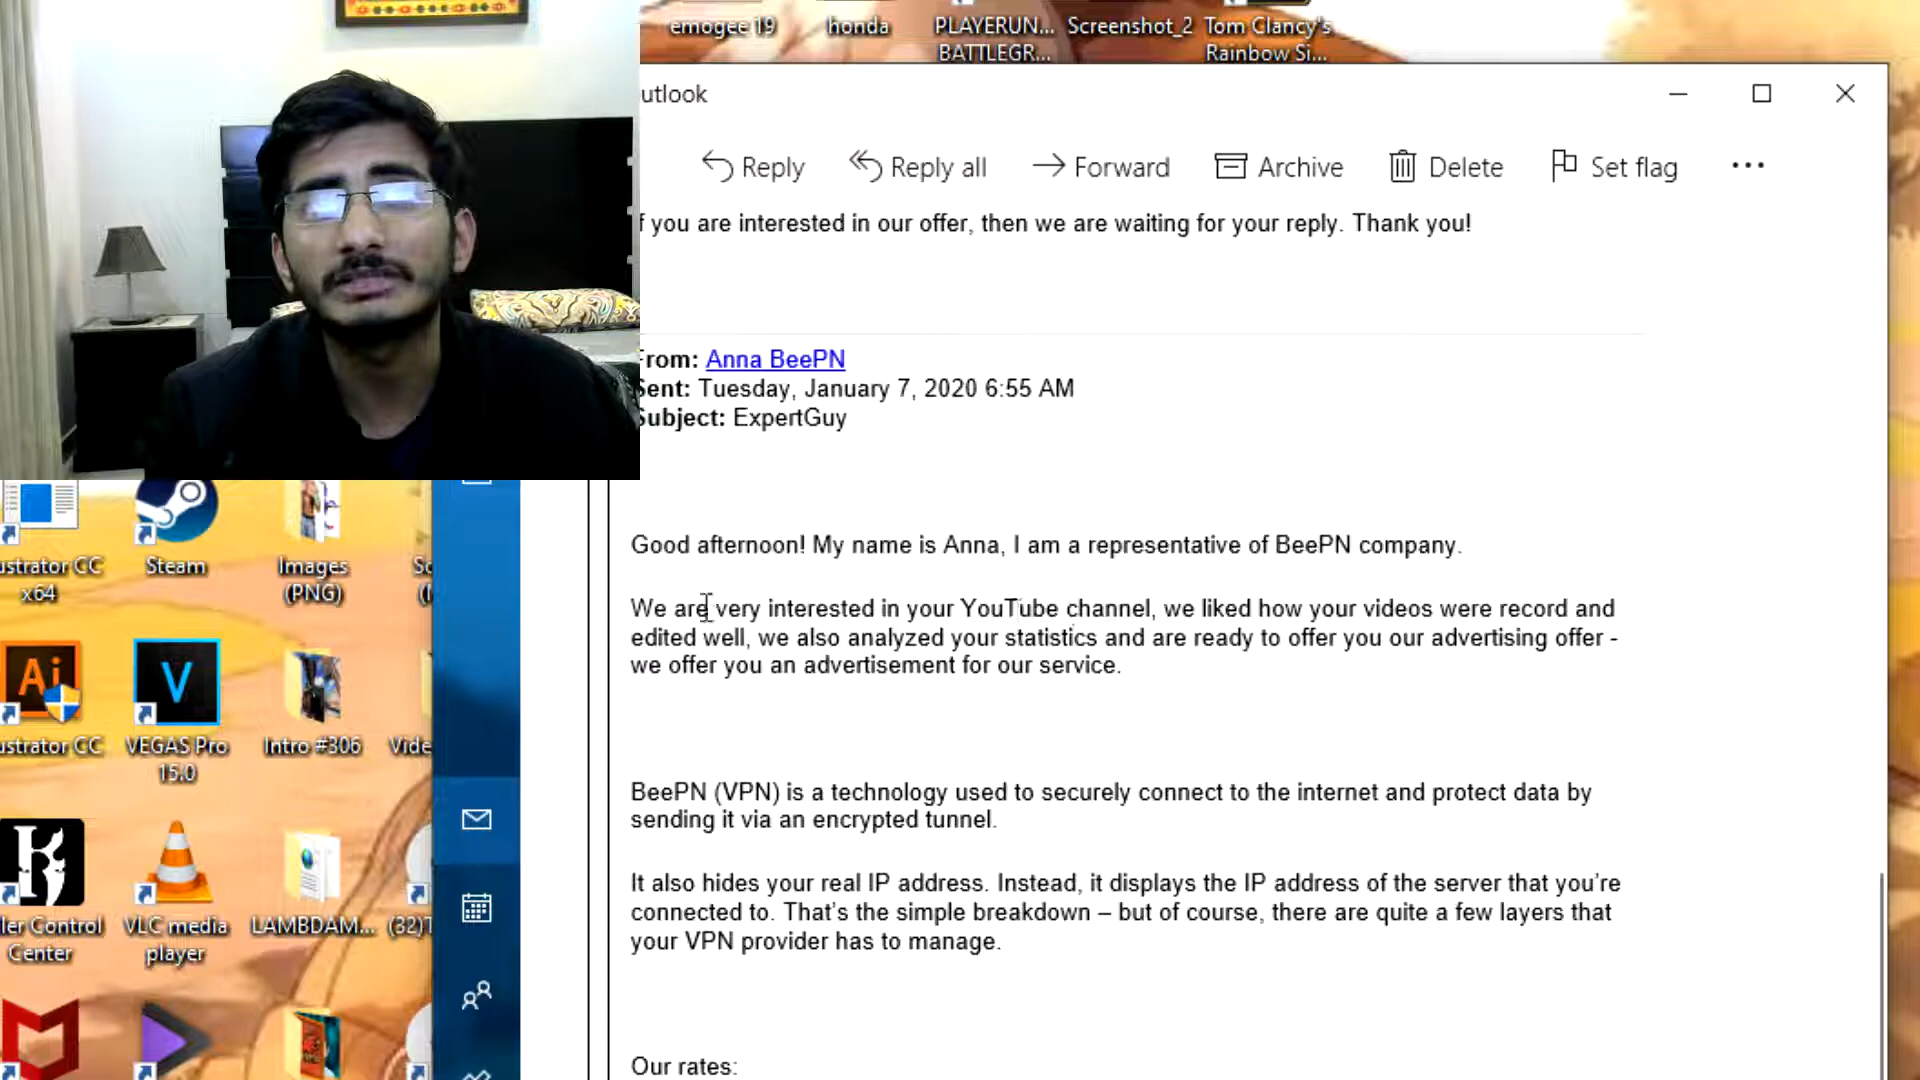 emogee 19
honda
PLAYERUN...
BATTLEGR...
Screenshot_2
Tom Clancy's
Rainbow Si...
utlook
Reply
Reply all
Forward
Archive
Delete
Set flag
f you are interested in our offer, then we are waiting for your reply. Thank you!
From: Anna BeePN
Sent: Tuesday, January 7, 2020 6:55 AM
Subject: ExpertGuy
Good afternoon! My name is Anna, I am a representative of BeePN company.
We are very interested in your YouTube channel, we liked how your videos were record and
edited well, we also analyzed your statistics and are ready to offer you our advertising offer -
we offer you an advertisement for our service.
BeePN (VPN) is a technology used to securely connect to the internet and protect data by
sending it via an encrypted tunnel.
It also hides your real IP address. Instead, it displays the IP address of the server that you're
connected to. That's the simple breakdown – but of course, there are quite a few layers that
your VPN provider has to manage.
Our rates:
ustrator CC
x64
Steam
Images
(PNG)
Sc
(I
Ai
ustrator CC
V
VEGAS Pro
15.0
Intro #306
Vide
ler Control
Center
VLC media
player
LAMBDAM...
(32)T